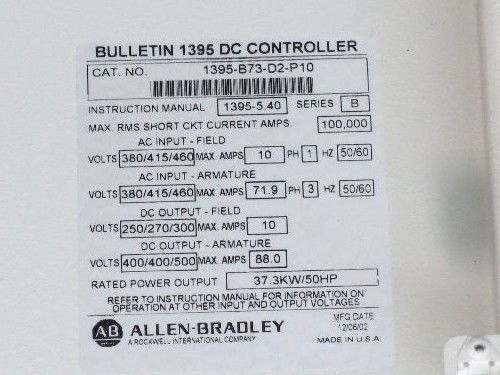 BULLETIN 1395 DC CONTROLLER
CAT. NO. 1395-B73-D2-P10
INSTRUCTION MANUAL 1395-5.40 SERIES B
MAX. RMS SHORT CKT CURRENT AMPS. 100,000
AC INPUT - FIELD
VOLTS 380/415/460 MAX. AMPS 10 PH 1 HZ 50/60
AC INPUT - ARMATURE
VOLTS 380/415/460 MAX. AMPS 71.9 PH 3 HZ 50/60
DC OUTPUT - FIELD
VOLTS 250/270/300 MAX. AMPS 10
DC OUTPUT - ARMATURE
VOLTS 400/400/500 MAX. AMPS 88.0
RATED POWER OUTPUT 37.3KW/50HP
REFER TO INSTRUCTION MANUAL FOR INFORMATION ON
OPERATION AT OTHER INPUT AND OUTPUT VOLTAGES
AB ALLEN-BRADLEY
A ROCKWELL INTERNATIONAL COMPANY
MFG DATE
12/06/02
MADE IN U.S.A.